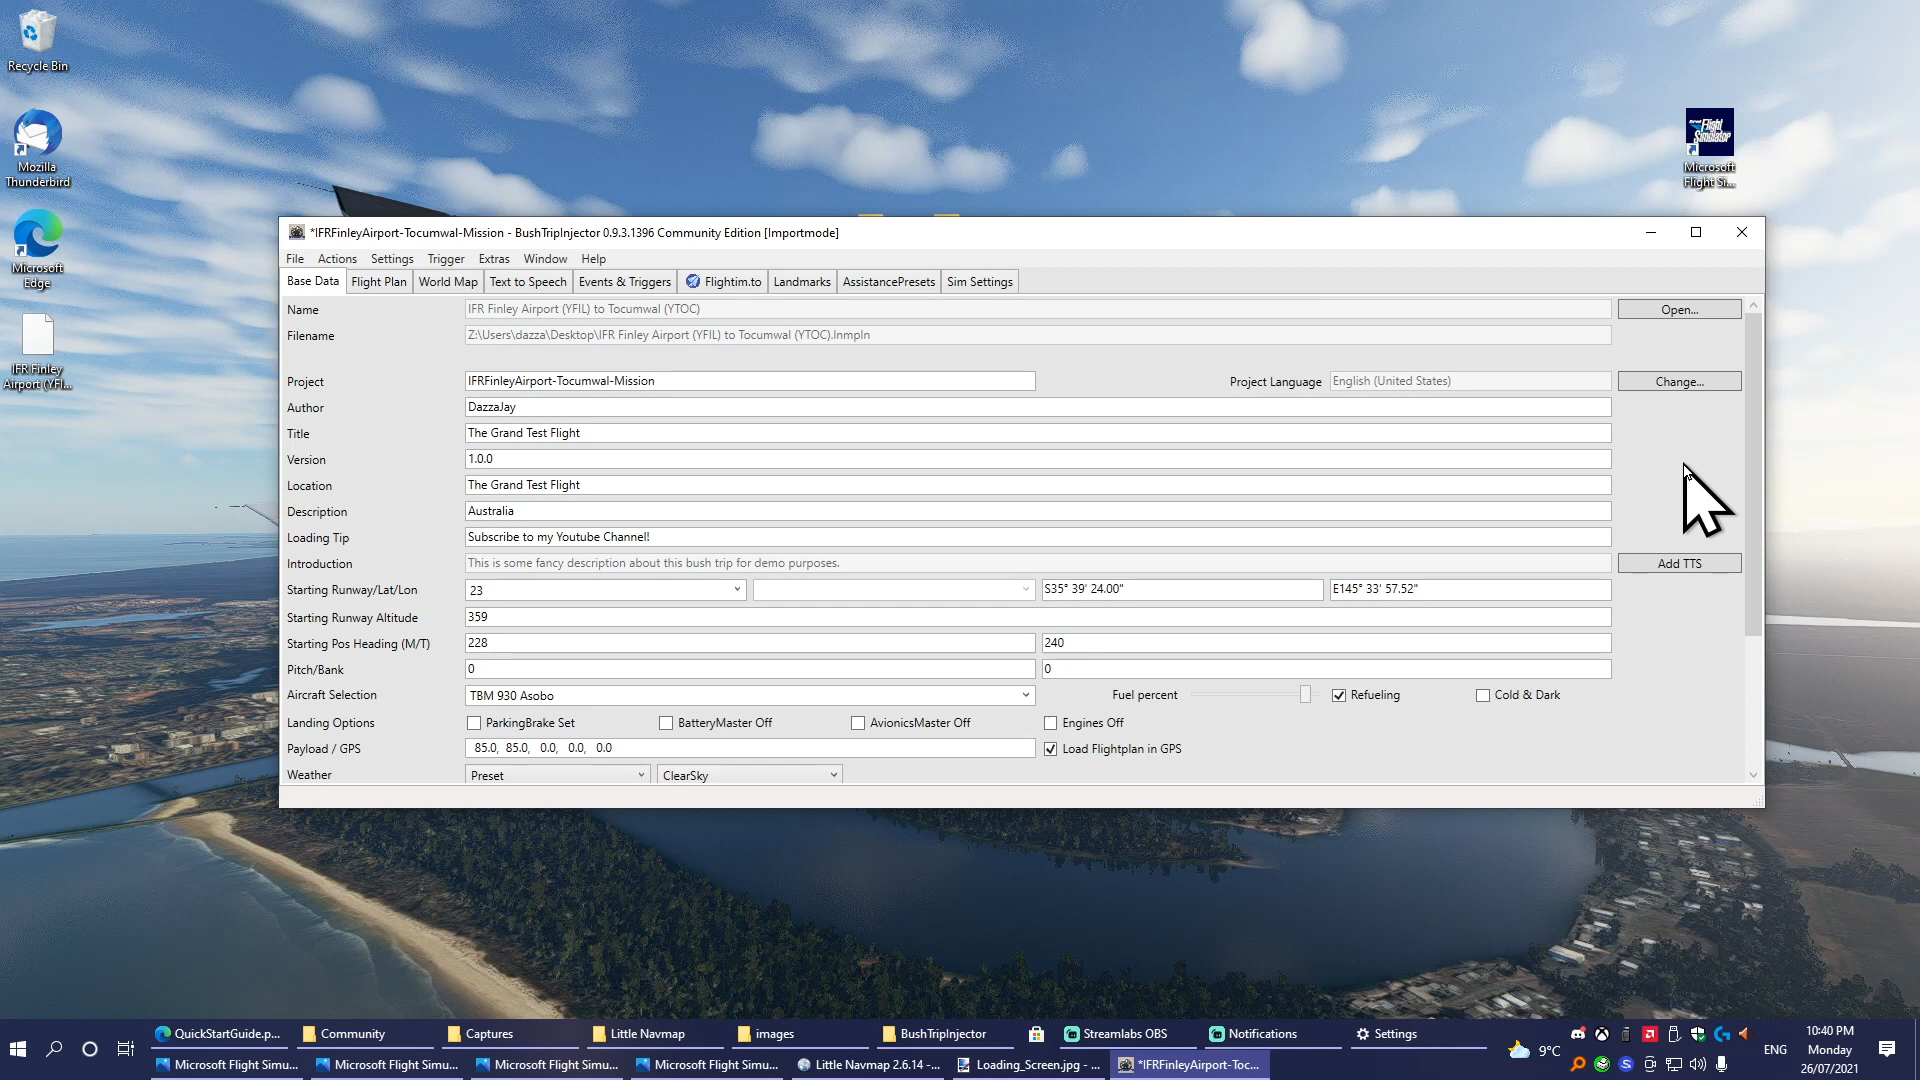 Recycle Bin
Mozilla
Thunderbird
Microsoft
Edge
IFR Finley
Airport (YFI...
Flight
Simulator
Microsoft
Flight Si...
*IFRFinleyAirport-Tocumwal-Mission - BushTripInjector 0.9.3.1396 Community Edition [Importmode]
File Actions Settings Trigger Extras Window Help
Base Data Flight Plan World Map Text to Speech Events & Triggers Flightim.to Landmarks AssistancePresets Sim Settings
Name IFR Finley Airport (YFIL) to Tocumwal (YTOC) Open...
Filename Z:\Users\dazza\Desktop\IFR Finley Airport (YFIL) to Tocumwal (YTOC).lnmpln
Project IFRFinleyAirport-Tocumwal-Mission Project Language English (United States) Change...
Author DazzaJay
Title The Grand Test Flight
Version 1.0.0
Location The Grand Test Flight
Description Australia
Loading Tip Subscribe to my Youtube Channel!
Introduction This is some fancy description about this bush trip for demo purposes. Add TTS
Starting Runway/Lat/Lon 23 S35° 39' 24.00" E145° 33' 57.52"
Starting Runway Altitude 359
Starting Pos Heading (M/T) 228 240
Pitch/Bank 0 0
Aircraft Selection TBM 930 Asobo Fuel percent Refueling Cold & Dark
Landing Options ParkingBrake Set BatteryMaster Off AvionicsMaster Off Engines Off
Payload / GPS 85.0, 85.0, 0.0, 0.0, 0.0 Load Flightplan in GPS
Weather Preset ClearSky
QuickStartGuide.p... Community Captures Little Navmap images BushTripInjector Streamlabs OBS Notifications Settings
Microsoft Flight Simu... Microsoft Flight Simu... Microsoft Flight Simu... Microsoft Flight Simu... Little Navmap 2.6.14 -... Loading_Screen.jpg - ... *IFRFinleyAirport-Toc...
9°C
ENG
10:40 PM
Monday
26/07/2021